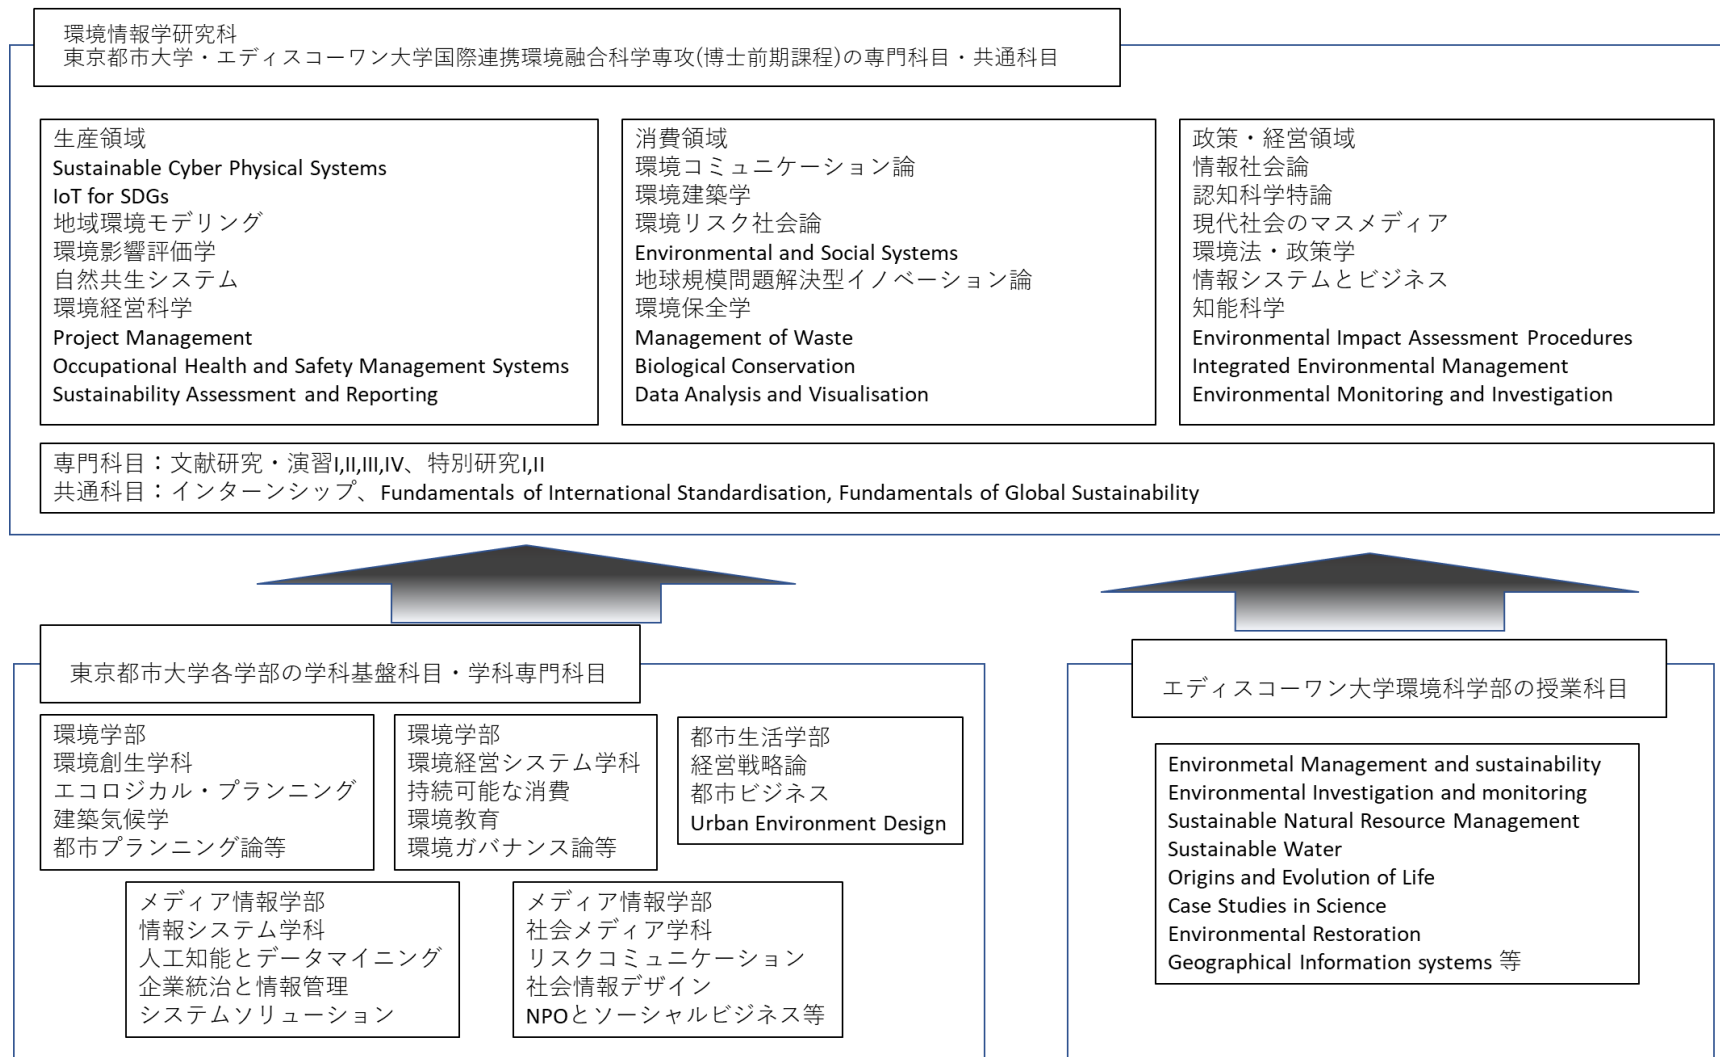 環境情報学研究科
東京都市大学・エディスコーワン大学国際連携環境融合科学専攻(博士前期課程)の専門科目・共通科目
生産領域
Sustainable Cyber Physical Systems
IoT for SDGs
地域環境モデリング
環境影響評価学
自然共生システム
環境経営科学
Project Management
Occupational Health and Safety Management Systems
Sustainability Assessment and Reporting
消費領域
環境コミュニケーション論
環境建築学
環境リスク社会論
Environmental and Social Systems
地球規模問題解決型イノベーション論
環境保全学
Management of Waste
Biological Conservation
Data Analysis and Visualisation
政策・経営領域
情報社会論
認知科学特論
現代社会のマスメディア
環境法・政策学
情報システムとビジネス
知能科学
Environmental Impact Assessment Procedures
Integrated Environmental Management
Environmental Monitoring and Investigation
専門科目：文献研究・演習I,II,III,IV、特別研究I,II
共通科目：インターンシップ、Fundamentals of International Standardisation, Fundamentals of Global Sustainability
東京都市大学各学部の学科基盤科目・学科専門科目
環境学部
環境創生学科
エコロジカル・プランニング
建築気候学
都市プランニング論等
環境学部
環境経営システム学科
持続可能な消費
環境教育
環境ガバナンス論等
都市生活学部
経営戦略論
都市ビジネス
Urban Environment Design
メディア情報学部
情報システム学科
人工知能とデータマイニング
企業統治と情報管理
システムソリューション
メディア情報学部
社会メディア学科
リスクコミュニケーション
社会情報デザイン
NPOとソーシャルビジネス等
エディスコーワン大学環境科学部の授業科目
Environmetal Management and sustainability
Environmental Investigation and monitoring
Sustainable Natural Resource Management
Sustainable Water
Origins and Evolution of Life
Case Studies in Science
Environmental Restoration
Geographical Information systems 等